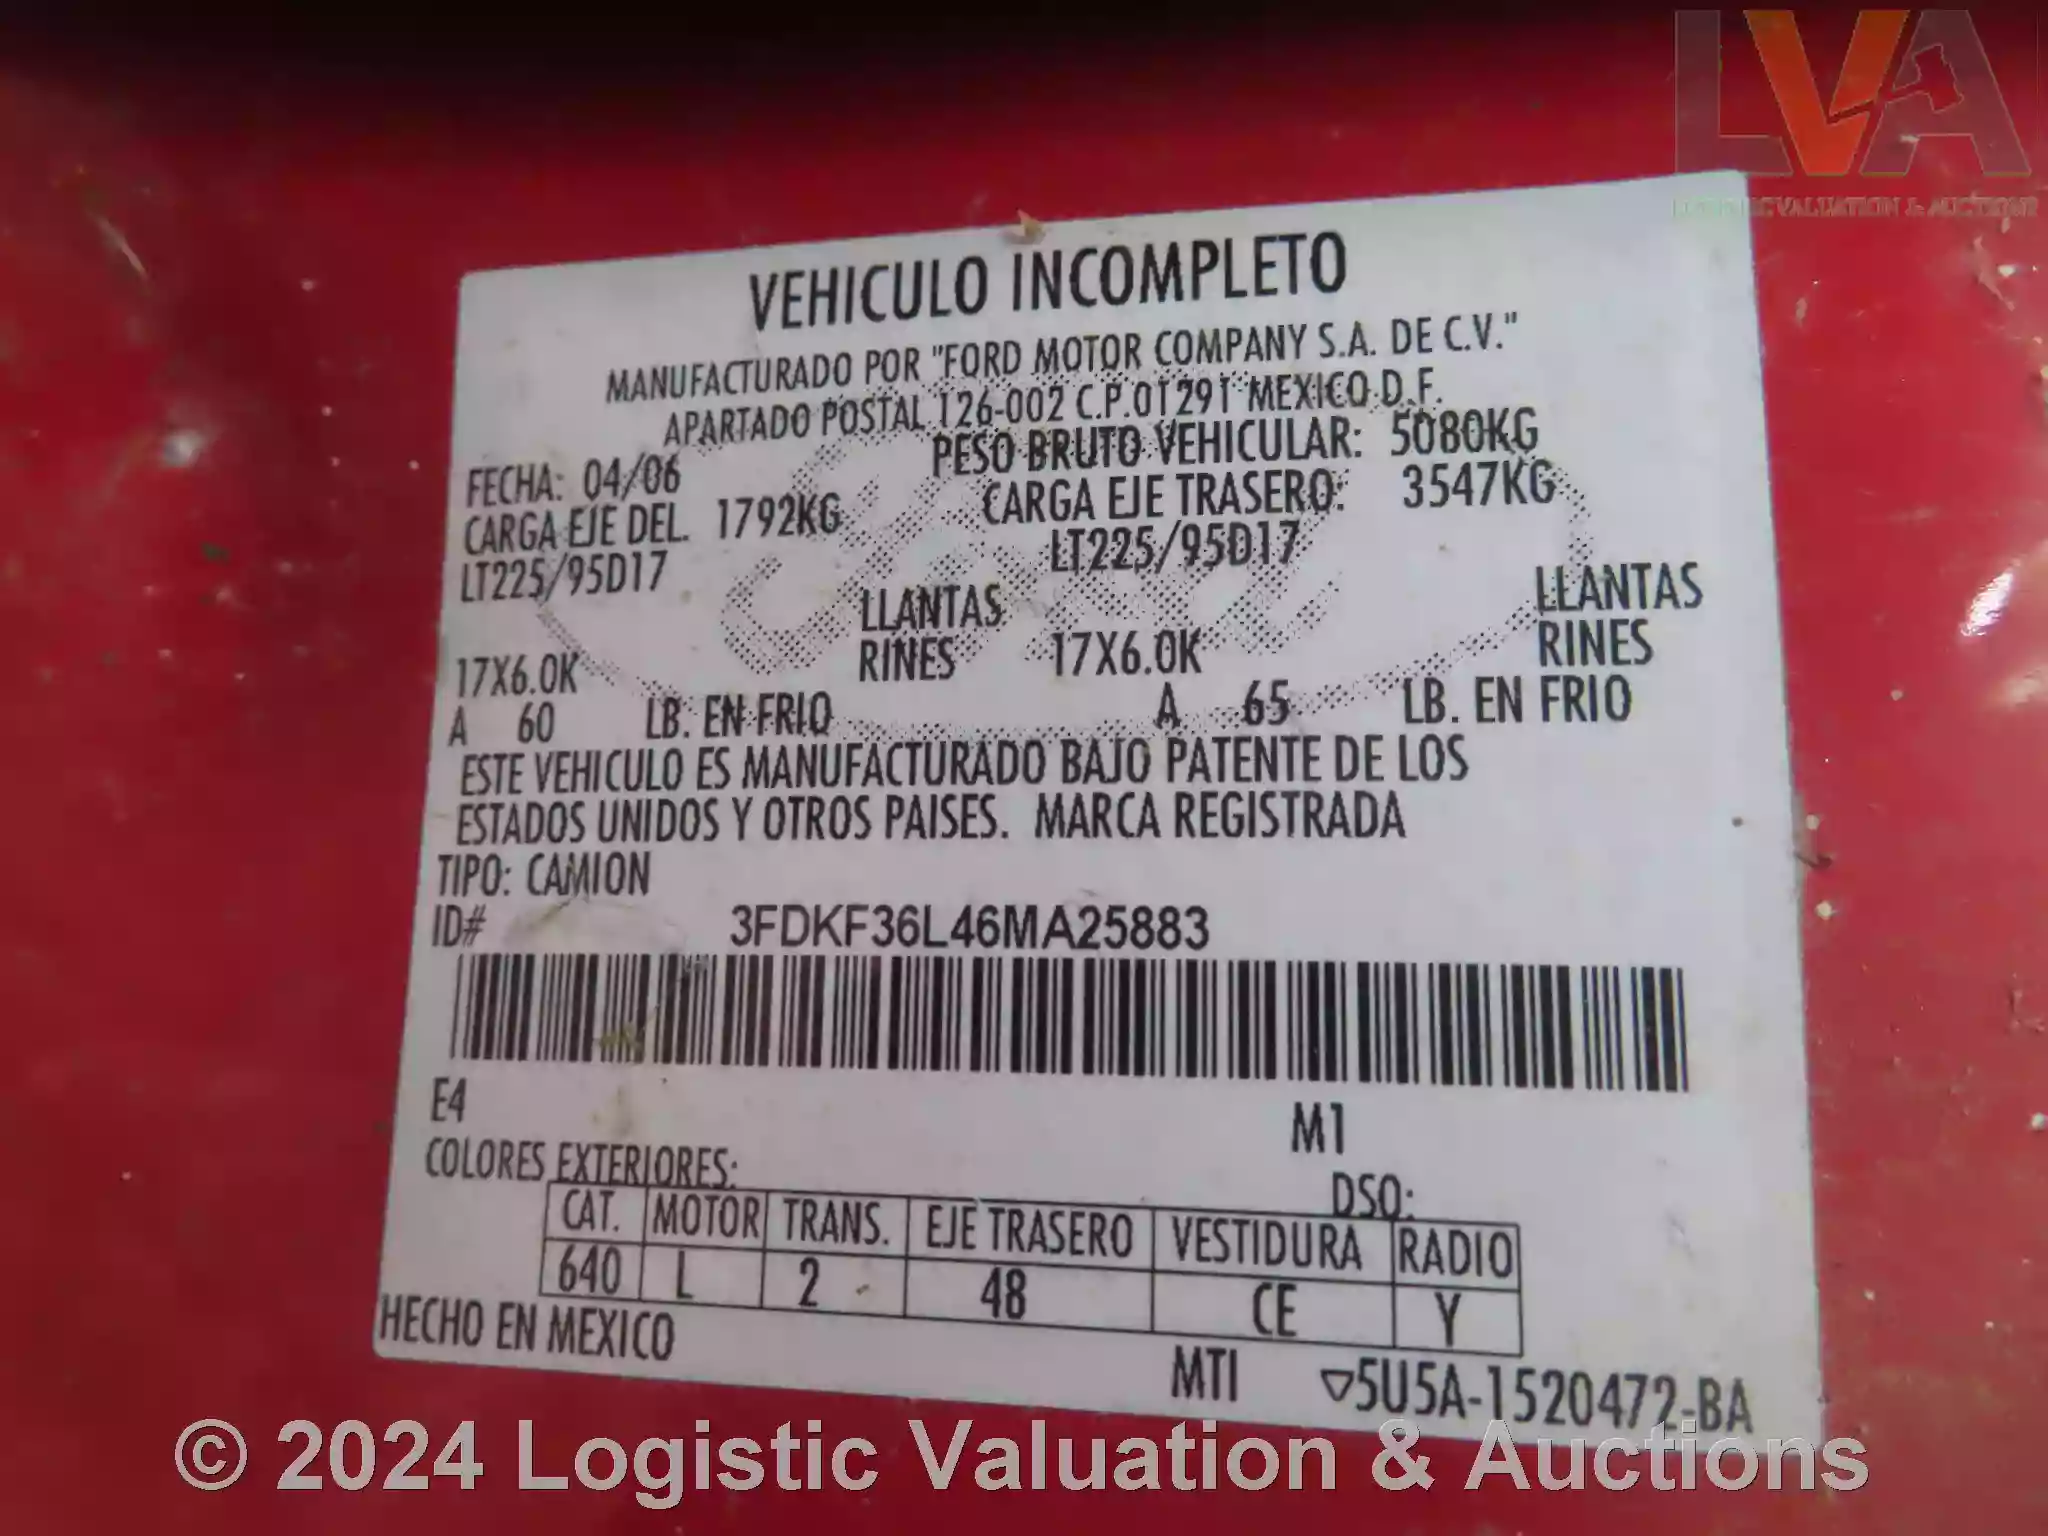 LVA
LOGISTIC VALUATION & AUCTIONS
VEHICULO INCOMPLETO
MANUFACTURADO POR "FORD MOTOR COMPANY S.A. DE C.V."
APARTADO POSTAL 126-002 C.P.01291 MEXICO D.F.
FECHA: 04/06 PESO BRUTO VEHICULAR: 5080KG
CARGA EJE DEL. 1792KG CARGA EJE TRASERO: 3547KG
LT225/95D17 LT225/95D17
LLANTAS LLANTAS
17X6.0K RINES 17X6.0K RINES
A 60 LB. EN FRIO A 65 LB. EN FRIO
ESTE VEHICULO ES MANUFACTURADO BAJO PATENTE DE LOS
ESTADOS UNIDOS Y OTROS PAISES. MARCA REGISTRADA
TIPO: CAMION
ID# 3FDKF36L46MA25883
E4 M1
COLORES EXTERIORES: DSO:
CAT. MOTOR TRANS. EJE TRASERO VESTIDURA RADIO
640 L 2 48 CE Y
HECHO EN MEXICO
MTI ▽5U5A-1520472-BA
© 2024 Logistic Valuation & Auctions